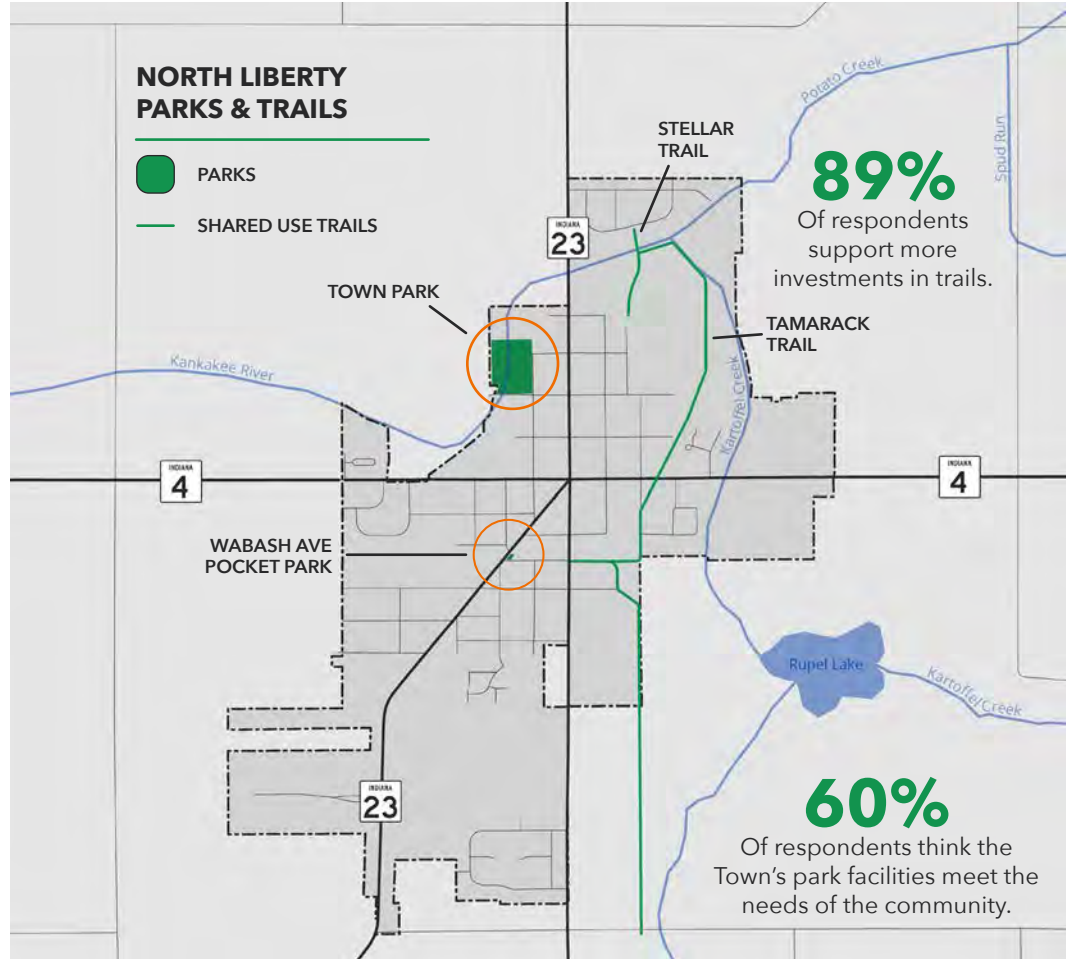 NORTH LIBERTY
PARKS & TRAILS
PARKS
SHARED USE TRAILS
STELLAR
TRAIL
Potato Creek
Spud Run
89%
Of respondents
support more
investments in trails.
INDIANA
23
TOWN PARK
TAMARACK
TRAIL
Kankakee River
Kartoffel Creek
INDIANA
4
INDIANA
4
WABASH AVE
POCKET PARK
Rupel Lake
Kartoffel Creek
INDIANA
23
60%
Of respondents think the
Town's park facilities meet the
needs of the community.